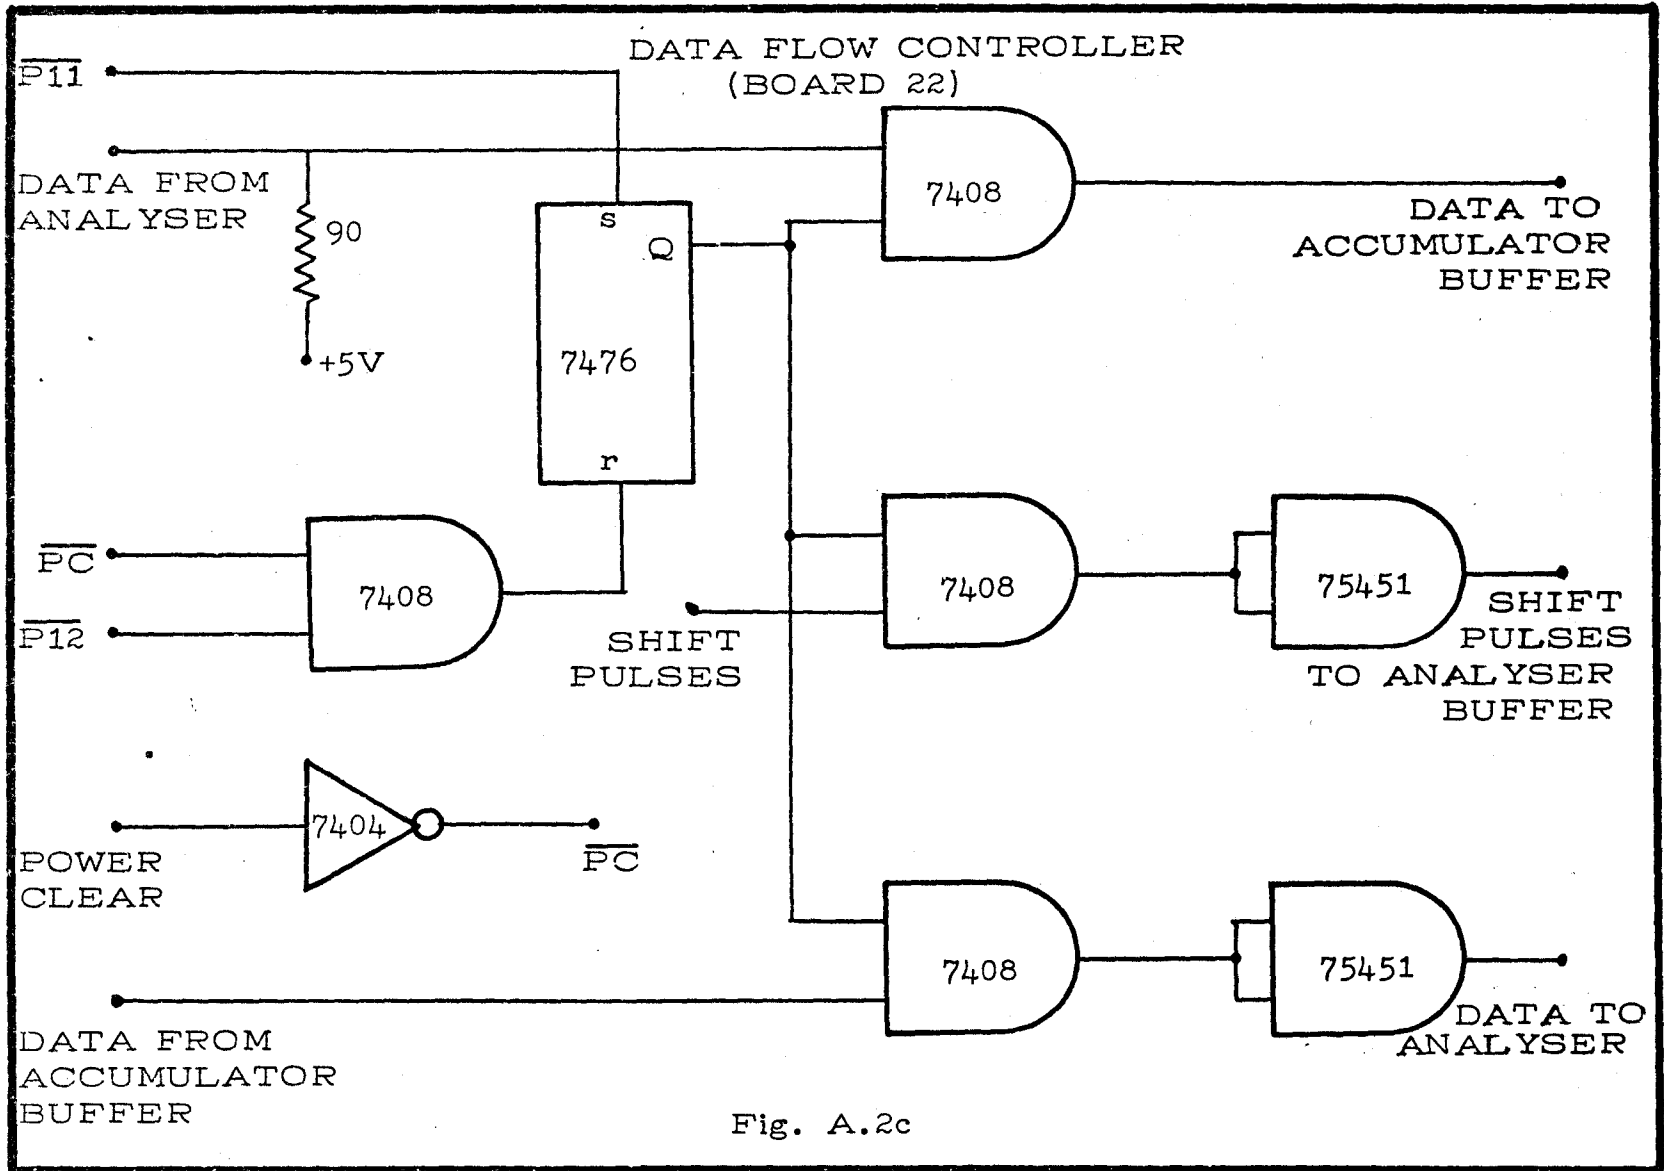 DATA FLOW CONTROLLER
(BOARD 22)
P11
DATA FROM
ANALYSER
90
+5V
s
Q
7476
r
7408
DATA TO
ACCUMULATOR
BUFFER
PC
P12
7408
SHIFT
PULSES
7408
75451
SHIFT
PULSES
TO ANALYSER
BUFFER
POWER
CLEAR
7404
PC
7408
75451
DATA TO
ANALYSER
DATA FROM
ACCUMULATOR
BUFFER
Fig. A.2c